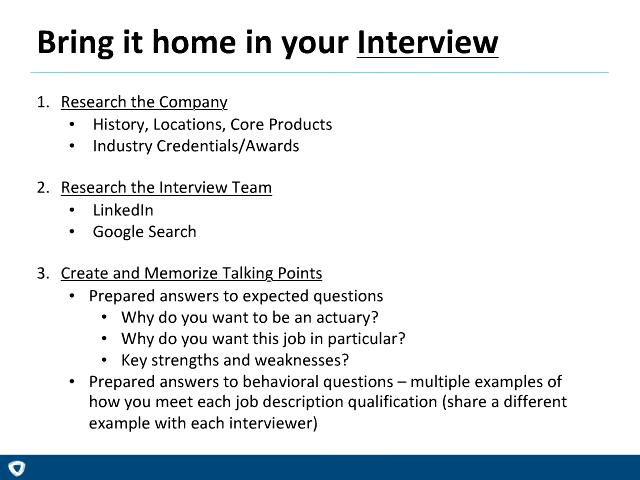 Bring it home in your Interview
1. Research the Company
• History, Locations, Core Products
• Industry Credentials/Awards
2. Research the Interview Team
• LinkedIn
• Google Search
3. Create and Memorize Talking Points
• Prepared answers to expected questions
• Why do you want to be an actuary?
• Why do you want this job in particular?
• Key strengths and weaknesses?
• Prepared answers to behavioral questions – multiple examples of
how you meet each job description qualification (share a different
example with each interviewer)